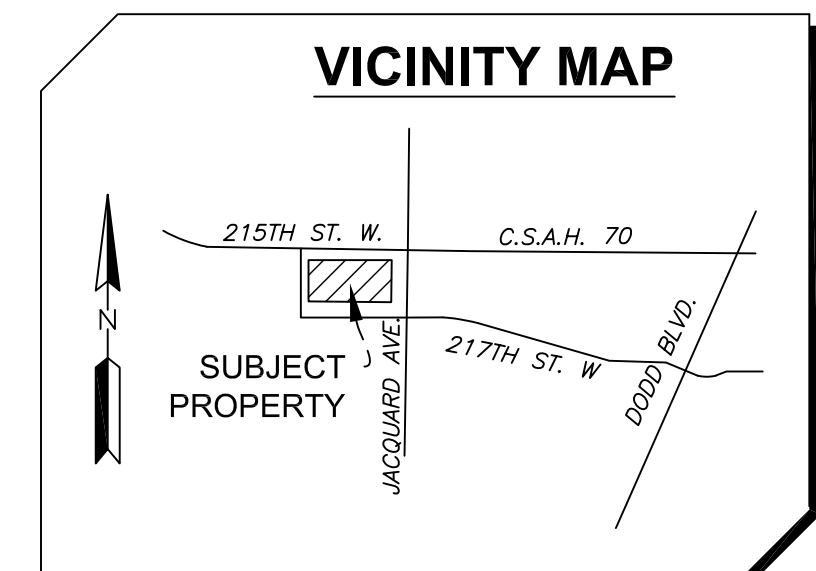 VICINITY MAP
215TH ST. W.
C.S.A.H. 70
N
SUBJECT
PROPERTY
JACQUARD AVE.
217TH ST. W
DODD BLVD.